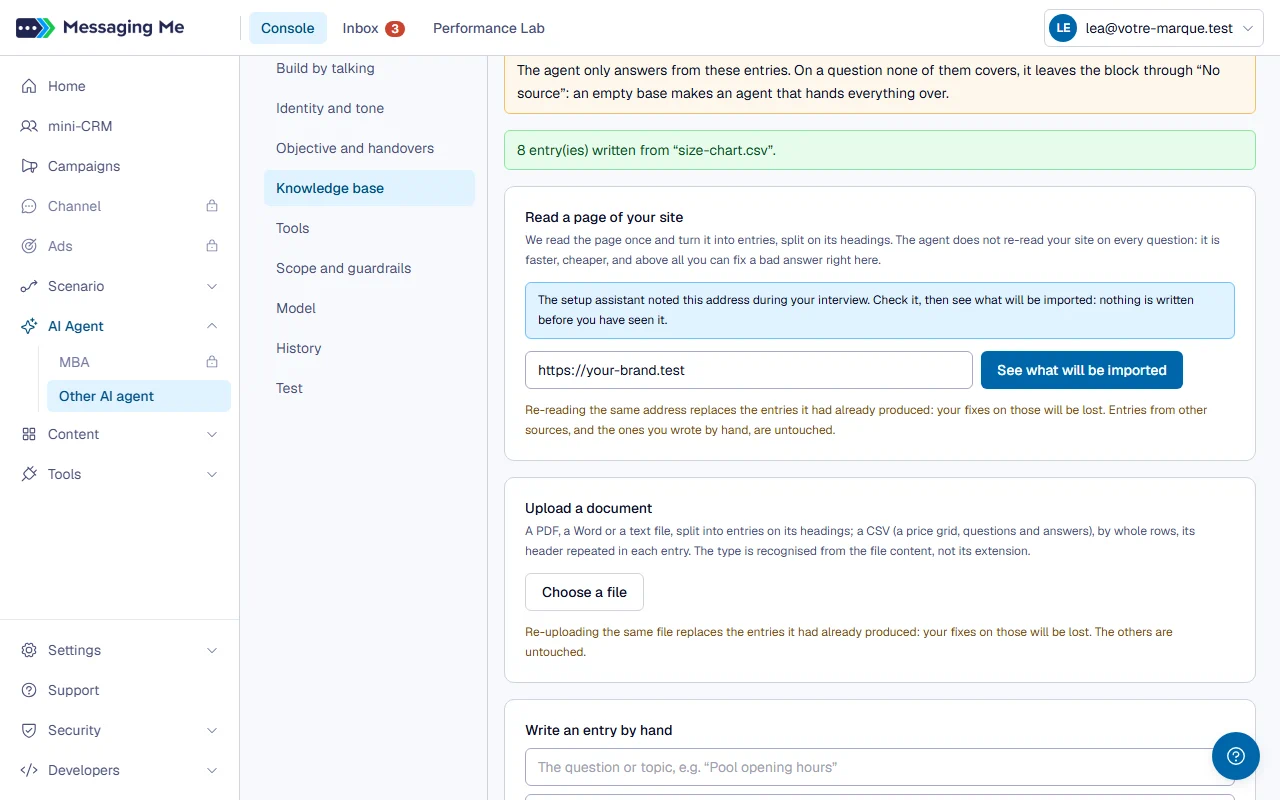 Messaging Me
Console
Inbox 3
Performance Lab
LE lea@votre-marque.test
Home
mini-CRM
Campaigns
Channel
Ads
Scenario
AI Agent
MBA
Other AI agent
Content
Tools
Settings
Support
Security
Developers
Build by talking
Identity and tone
Objective and handovers
Knowledge base
Tools
Scope and guardrails
Model
History
Test
The agent only answers from these entries. On a question none of them covers, it leaves the block through “No
source”: an empty base makes an agent that hands everything over.
8 entry(ies) written from “size-chart.csv”.
Read a page of your site
We read the page once and turn it into entries, split on its headings. The agent does not re-read your site on every question: it is
faster, cheaper, and above all you can fix a bad answer right here.
The setup assistant noted this address during your interview. Check it, then see what will be imported: nothing is written
before you have seen it.
https://your-brand.test
See what will be imported
Re-reading the same address replaces the entries it had already produced: your fixes on those will be lost. Entries from other
sources, and the ones you wrote by hand, are untouched.
Upload a document
A PDF, a Word or a text file, split into entries on its headings; a CSV (a price grid, questions and answers), by whole rows, its
header repeated in each entry. The type is recognised from the file content, not its extension.
Choose a file
Re-uploading the same file replaces the entries it had already produced: your fixes on those will be lost. The others are
untouched.
Write an entry by hand
The question or topic, e.g. “Pool opening hours”